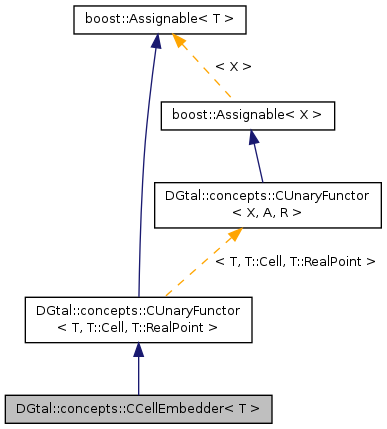 boost::Assignable< T >
< X >
boost::Assignable< X >
DGtal::concepts::CUnaryFunctor
< X, A, R >
< T, T::Cell, T::RealPoint >
DGtal::concepts::CUnaryFunctor
< T, T::Cell, T::RealPoint >
DGtal::concepts::CCellEmbedder< T >